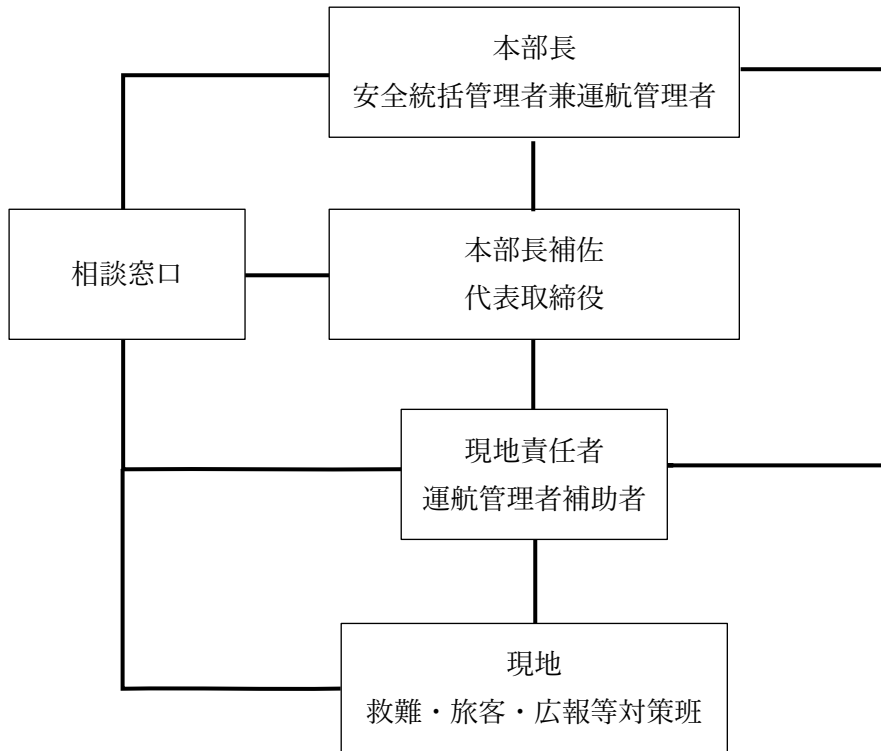 本部長
安全統括管理者兼運航管理者
相談窓口
本部長補佐
代表取締役
現地責任者
運航管理者補助者
現地
救難・旅客・広報等対策班